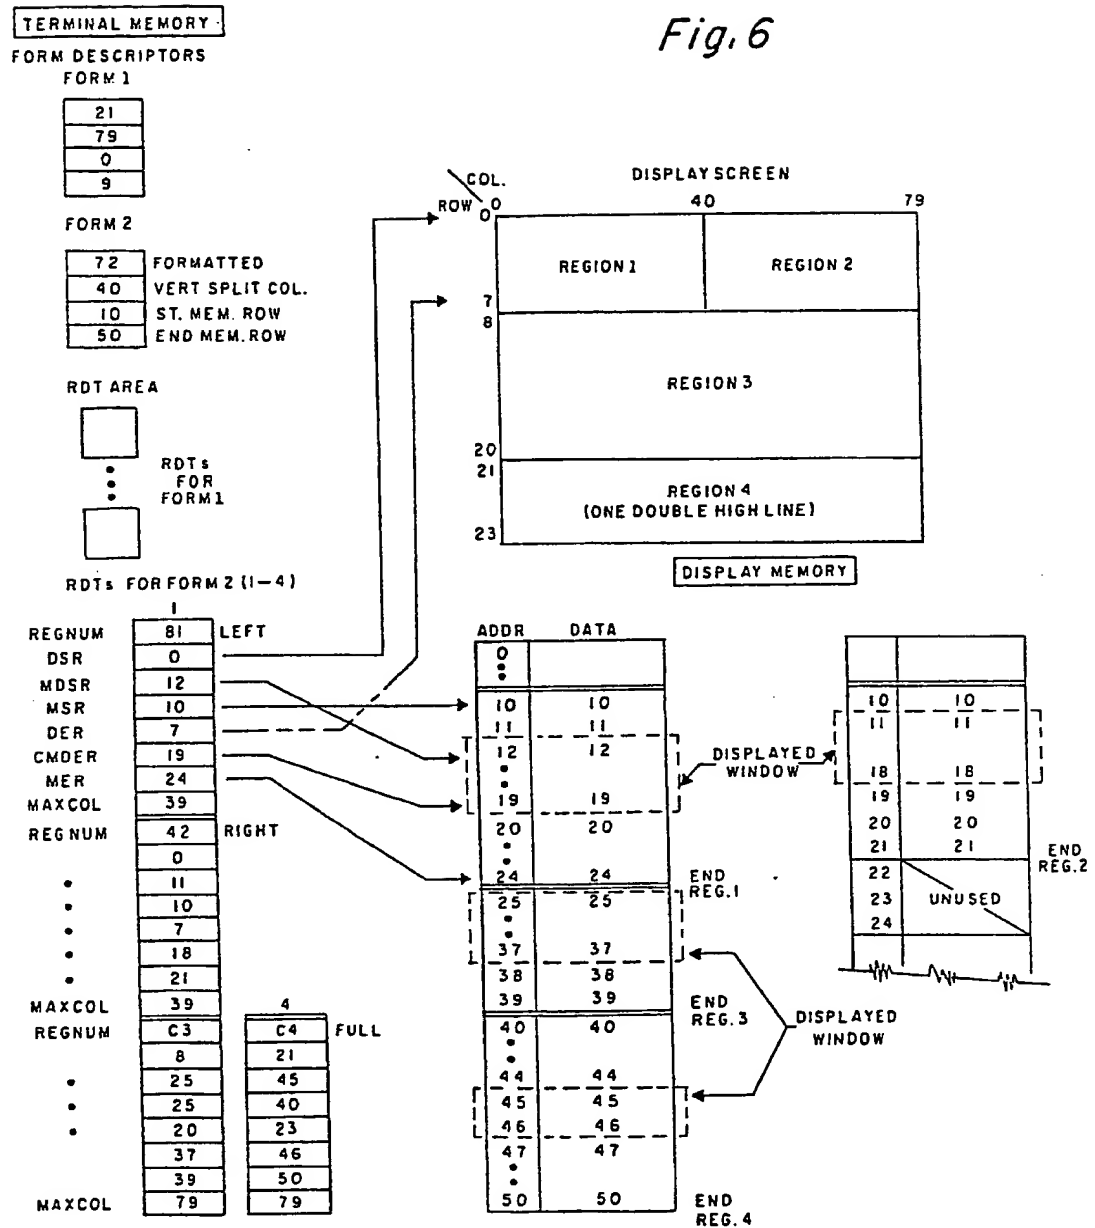 TERMINAL MEMORY
Fig. 6
FORM DESCRIPTORS
FORM 1
21
79
0
9
FORM 2
72 FORMATTED
40 VERT SPLIT COL.
10 ST. MEM. ROW
50 END MEM. ROW
RDT AREA
RDTs
FOR
FORM 1
DISPLAY SCREEN
COL.
ROW
0 40 79
0
REGION 1 REGION 2
7
8
REGION 3
20
21
REGION 4
(ONE DOUBLE HIGH LINE)
23
DISPLAY MEMORY
RDTs FOR FORM 2 (1-4)
1
REGNUM 81 LEFT
DSR 0
MDSR 12
MSR 10
DER 7
CMDER 19
MER 24
MAXCOL 39
REGNUM 42 RIGHT
0
11
10
7
18
21
MAXCOL 39
REGNUM C3
8
25
25
20
37
39
MAXCOL 79
4
C4 FULL
21
45
40
23
46
50
79
ADDR DATA
0
10 10
11 11
12 12
19 19
20 20
24 24
END
REG. 1
25 25
37 37
38 38
39 39
END
REG. 3
40 40
44 44
45 45
46 46
47 47
50 50
END
REG. 4
DISPLAYED
WINDOW
DISPLAYED
WINDOW
10 10
11 11
18 18
19 19
20 20
21 21
END
REG. 2
22
23 UNUSED
24